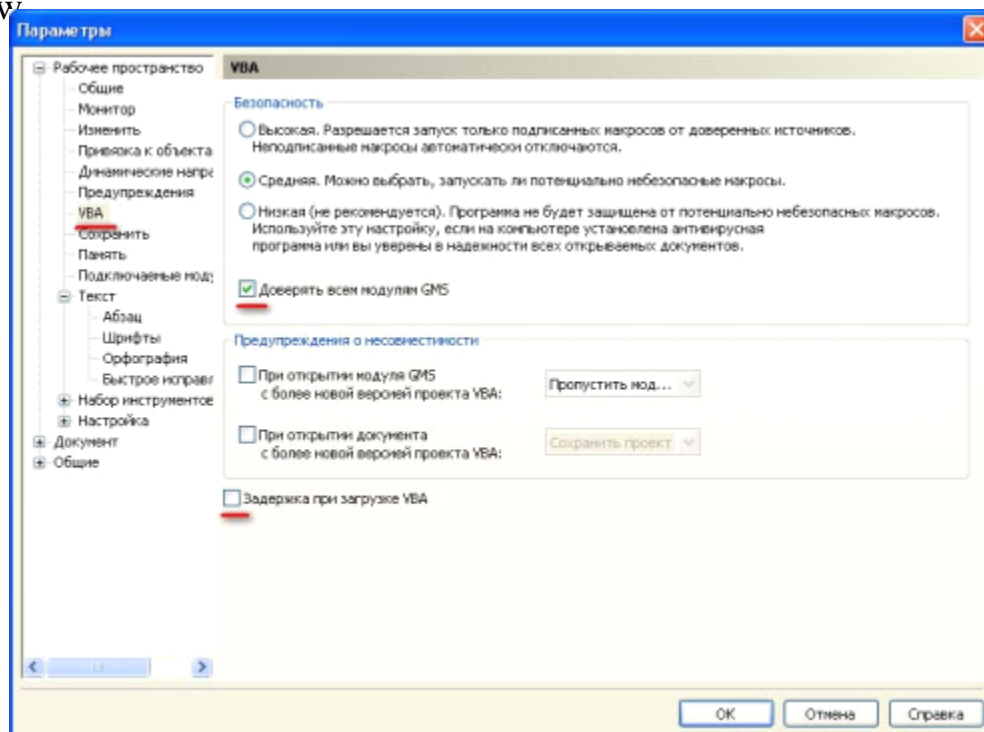 w
Параметры
Рабочее пространство
VBA
Общие
Монитор
Изменить
Привязка к объекта
Динамические напра
Предупреждения
VBA
Сохранить
Память
Подключаемые мод
Текст
Абзац
Шрифты
Орфография
Быстрое исправл
Набор инструментов
Настройка
Документ
Общие
Безопасность
Высокая. Разрешается запуск только подписанных макросов от доверенных источников.
Неподписанные макросы автоматически отключаются.
Средняя. Можно выбрать, запускать ли потенциально небезопасные макросы.
Низкая (не рекомендуется). Программа не будет защищена от потенциально небезопасных макросов.
Используйте эту настройку, если на компьютере установлена антивирусная
программа или вы уверены в надежности всех открываемых документов.
Доверять всем модулям GMS
Предупреждения о несовместимости
При открытии модуля GMS
с более новой версией проекта VBA:
Пропустить мод...
При открытии документа
с более новой версией проекта VBA:
Сохранить проект
Задержка при загрузке VBA
ОК
Отмена
Справка